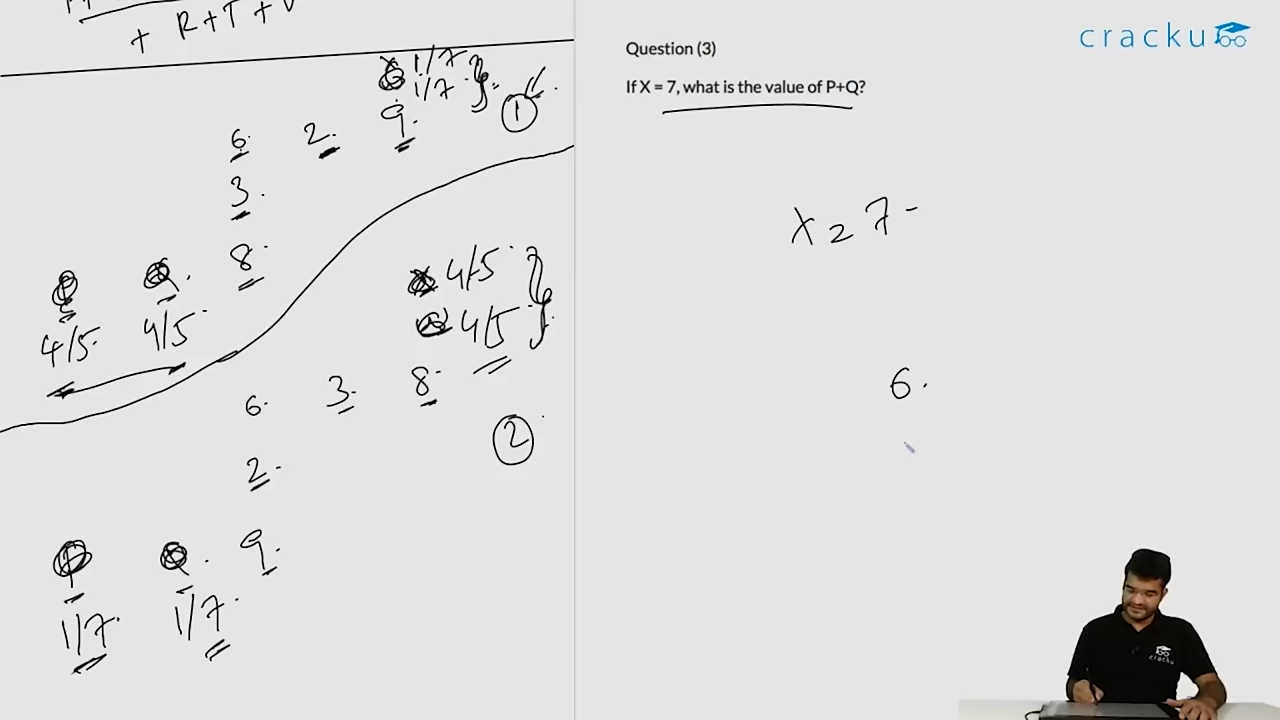 + R+T+V
1/7
1/7
6. 2. 9.
1
3.
8.
4/5. 4/5.
4/5
4/5
6. 3. 8.
2
2.
9.
1/7. 1/7.
cracku
Question (3)
If X = 7, what is the value of P+Q?
X = 7
6.
cracku